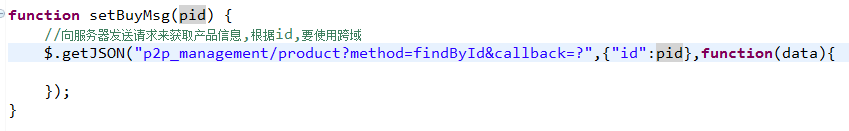 function setBuyMsg(pid) {
//向服务器发送请求来获取产品信息,根据id,要使用跨域
$.getJSON("p2p_management/product?method=findById&callback=?",{"id":pid},function(data){
});
}